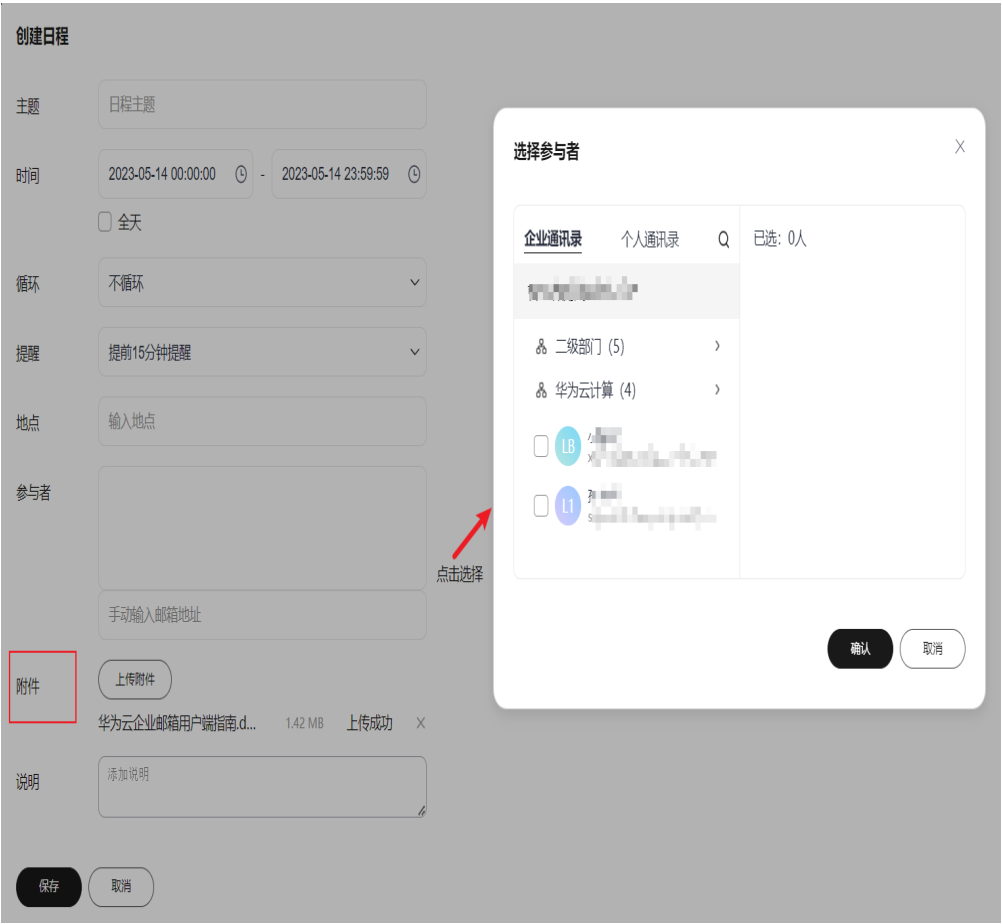 创建日程
主题
日程主题
时间
2023-05-14 00:00:00 - 2023-05-14 23:59:59
全天
循环
不循环
提醒
提前15分钟提醒
地点
输入地点
参与者
点击选择
手动输入邮箱地址
附件
上传附件
华为云企业邮箱用户端指南.d... 1.42 MB 上传成功
说明
添加说明
保存 取消
选择参与者
企业通讯录 个人通讯录
已选：0人
二级部门 (5)
华为云计算 (4)
LB
L1
确认 取消